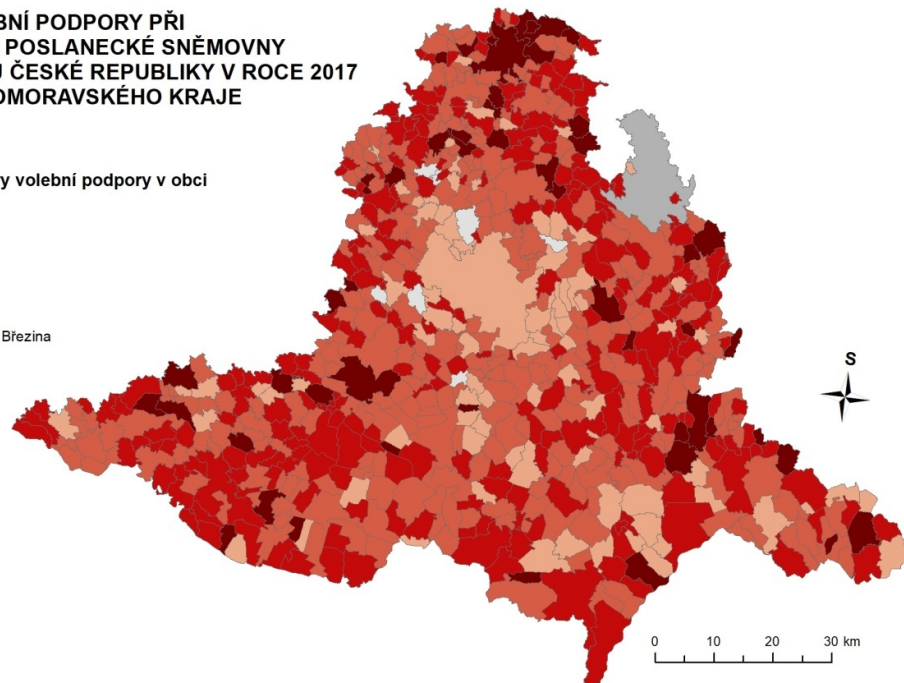 BNÍ PODPORY PŘI
POSLANECKÉ SNĚMOVNY
ČESKÉ REPUBLIKY V ROCE 2017
OMORAVSKÉHO KRAJE
y volební podpory v obci
Březina
S
0 10 20 30 km